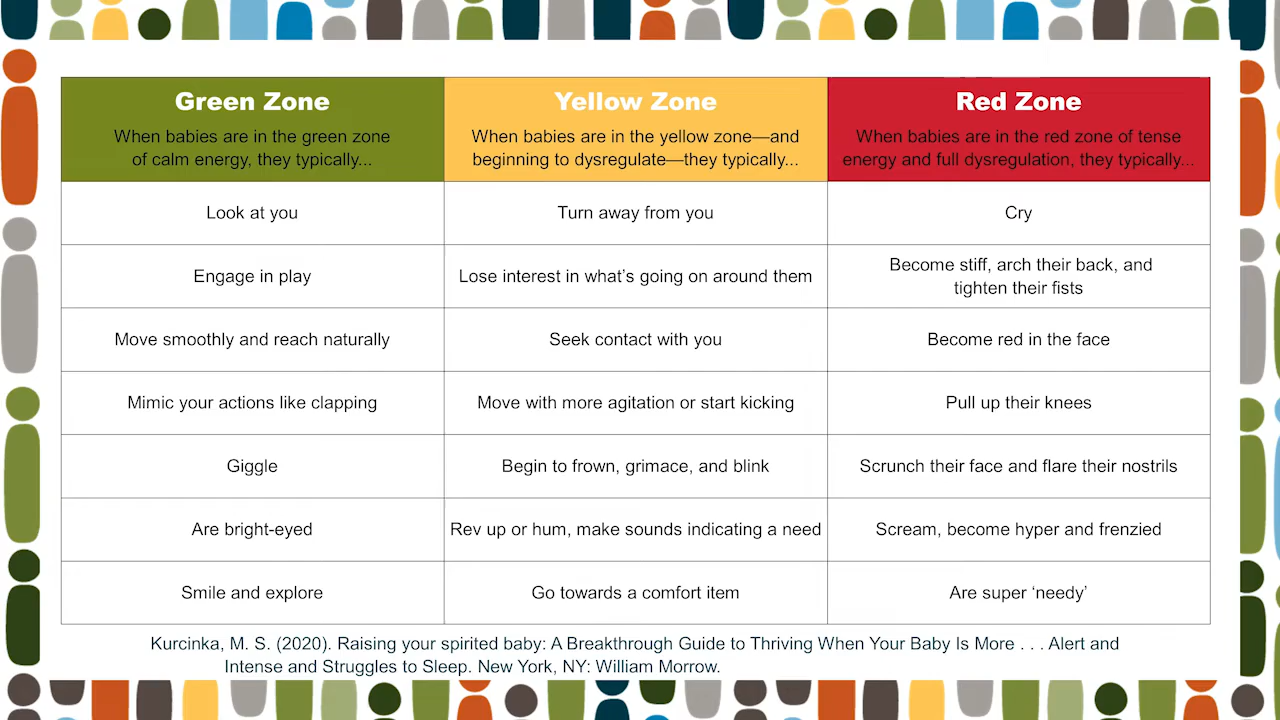 Green Zone
When babies are in the green zone
of calm energy, they typically...
Yellow Zone
When babies are in the yellow zone—and
beginning to dysregulate—they typically...
Red Zone
When babies are in the red zone of tense
energy and full dysregulation, they typically...
Look at you
Turn away from you
Cry
Engage in play
Lose interest in what’s going on around them
Become stiff, arch their back, and
tighten their fists
Move smoothly and reach naturally
Seek contact with you
Become red in the face
Mimic your actions like clapping
Move with more agitation or start kicking
Pull up their knees
Giggle
Begin to frown, grimace, and blink
Scrunch their face and flare their nostrils
Are bright-eyed
Rev up or hum, make sounds indicating a need
Scream, become hyper and frenzied
Smile and explore
Go towards a comfort item
Are super ‘needy’
Kurcinka, M. S. (2020). Raising your spirited baby: A Breakthrough Guide to Thriving When Your Baby Is More . . . Alert and
Intense and Struggles to Sleep. New York, NY: William Morrow.